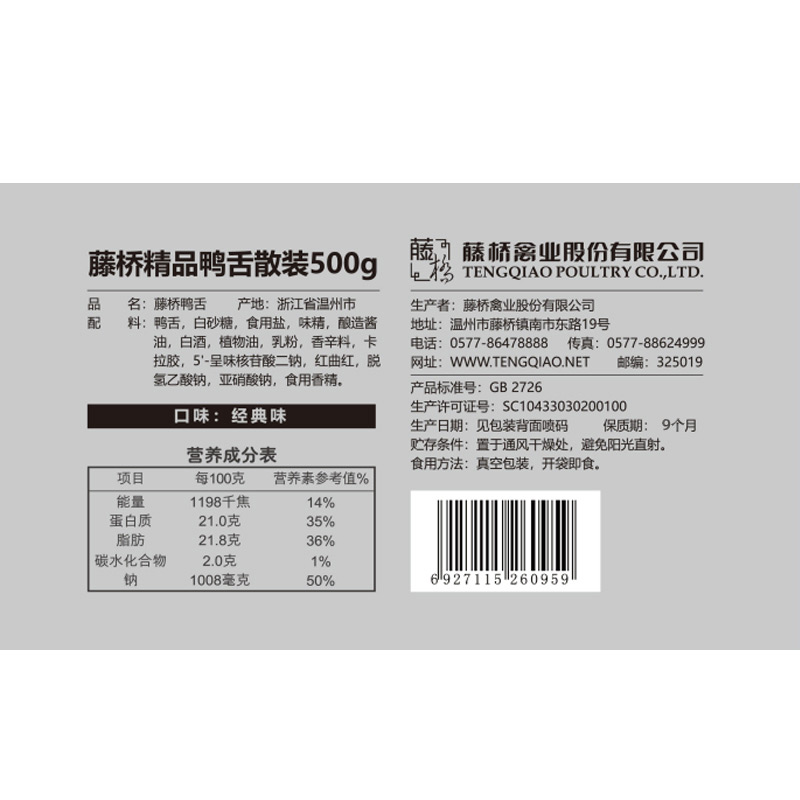 藤桥精品鸭舌散装500g
品 名：藤桥鸭舌 产地：浙江省温州市
配 料：鸭舌，白砂糖，食用盐，味精，酿造酱
油，白酒，植物油，乳粉，香辛料，卡
拉胶，5'-呈味核苷酸二钠，红曲红，脱
氢乙酸钠，亚硝酸钠，食用香精。
口味：经典味
营养成分表
项目 每100克 营养素参考值%
能量 1198千焦 14%
蛋白质 21.0克 35%
脂肪 21.8克 36%
碳水化合物 2.0克 1%
钠 1008毫克 50%
藤桥
藤桥禽业股份有限公司
TENGQIAO POULTRY CO.,LTD.
生产者：藤桥禽业股份有限公司
地址：温州市藤桥镇南市东路19号
电话：0577-86478888 传真：0577-88624999
网址：WWW.TENGQIAO.NET 邮编：325019
产品标准号：GB 2726
生产许可证号：SC10433030200100
生产日期：见包装背面喷码 保质期：9个月
贮存条件：置于通风干燥处，避免阳光直射。
食用方法：真空包装，开袋即食。
6 927115 260959